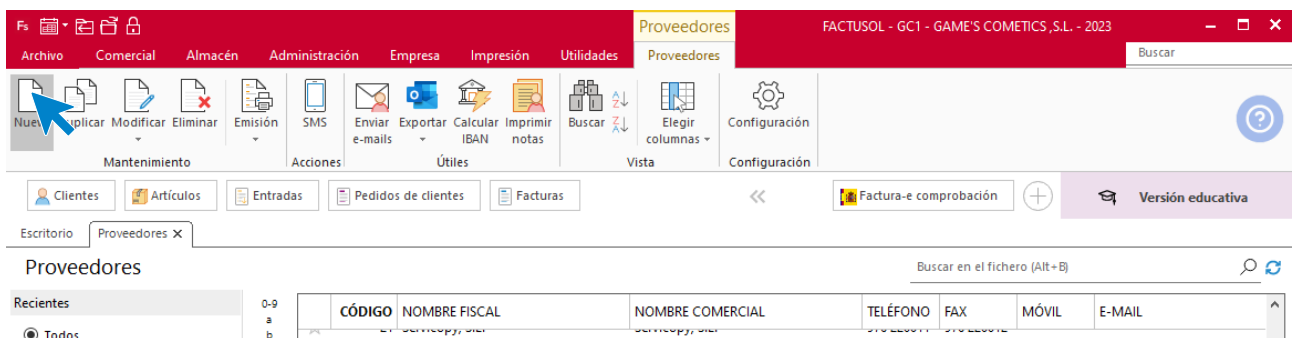 Fs
Proveedores
FACTUSOL - GC1 - GAME'S COMETICS ,S.L. - 2023
Archivo Comercial Almacén Administración Empresa Impresión Utilidades Proveedores Buscar
Modificar Eliminar Emisión SMS Enviar e-mails Exportar Calcular IBAN Imprimir notas Buscar Elegir columnas Configuración
Mantenimiento Acciones Útiles Vista Configuración
Clientes Artículos Entradas Pedidos de clientes Facturas Factura-e comprobación Versión educativa
Escritorio Proveedores
Proveedores Buscar en el fichero (Alt+B)
Recientes 0-9 CÓDIGO NOMBRE FISCAL NOMBRE COMERCIAL TELÉFONO FAX MÓVIL E-MAIL
a
Todos b